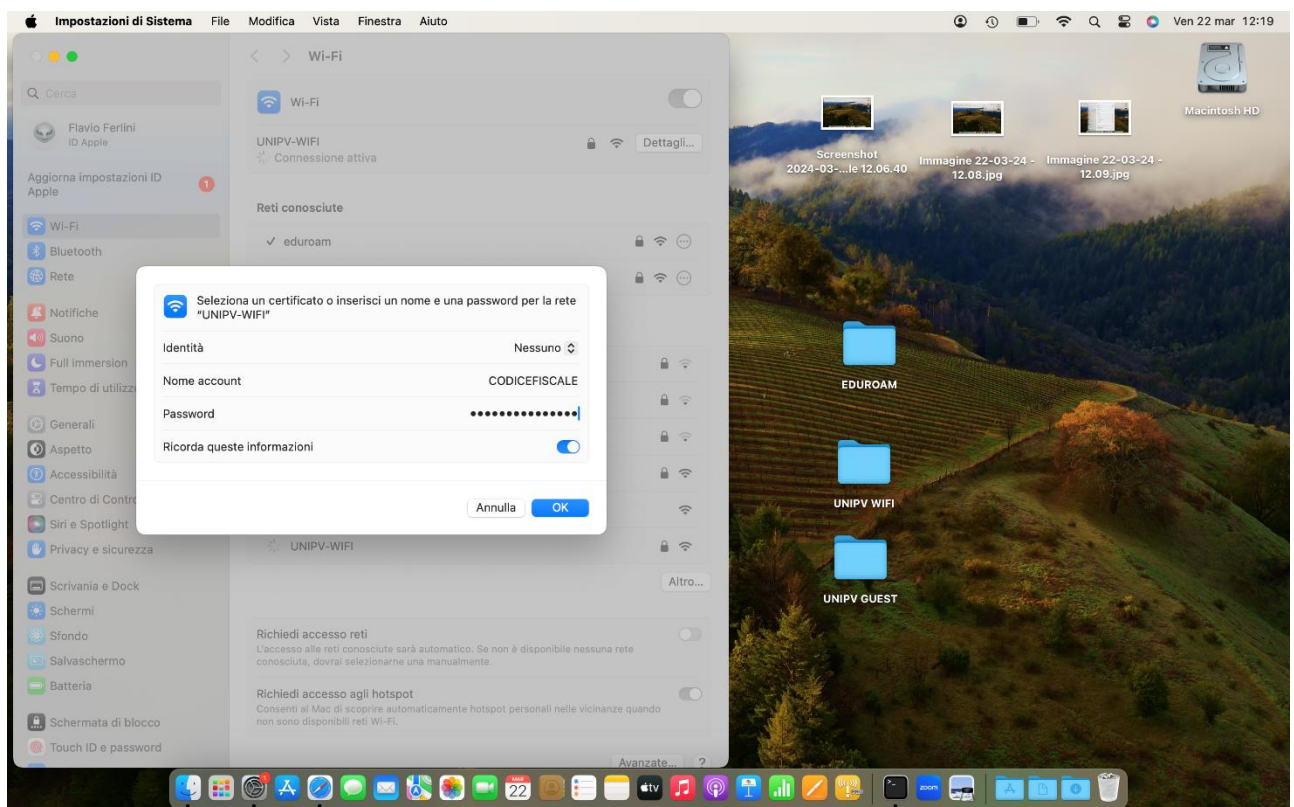 Impostazioni di Sistema File Modifica Vista Finestra Aiuto
Ven 22 mar 12:19
Cerca
Flavio Ferlini
ID Apple
Aggiorna impostazioni ID
Apple
1
Wi-Fi
Bluetooth
Rete
Notifiche
Suono
Full immersion
Tempo di utilizzo
Generali
Aspetto
Accessibilità
Centro di Contro
Siri e Spotlight
Privacy e sicurezza
Scrivania e Dock
Schermi
Sfondo
Salvaschermo
Batteria
Schermata di blocco
Touch ID e password
Wi-Fi
Wi-Fi
UNIPV-WIFI
Connessione attiva
Dettagli...
Reti conosciute
eduroam
Seleziona un certificato o inserisci un nome e una password per la rete
“UNIPV-WIFI”
Identità Nessuno
Nome account CODICEFISCALE
Password •••••••••••••••
Ricorda queste informazioni
Annulla OK
UNIPV-WIFI
Altro...
Richiedi accesso reti
L'accesso alle reti conosciute sarà automatico. Se non è disponibile nessuna rete
conosciuta, dovrai selezionarne una manualmente.
Richiedi accesso agli hotspot
Consenti al Mac di scoprire automaticamente hotspot personali nelle vicinanze quando
non sono disponibili reti Wi-Fi.
Avanzate... ?
Macintosh HD
Screenshot
2024-03-...le 12.06.40
Immagine 22-03-24 -
12.08.jpg
Immagine 22-03-24 -
12.09.jpg
EDUROAM
UNIPV WIFI
UNIPV GUEST
MAR
22
tv
zoom